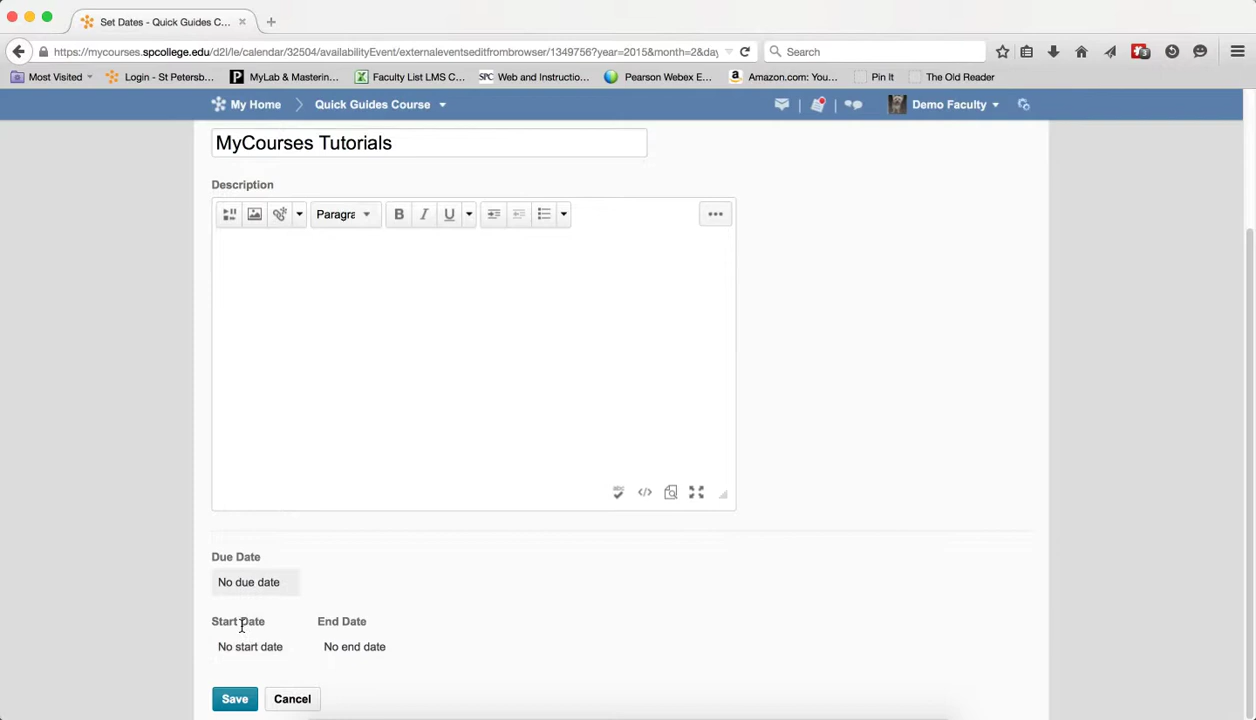 Set Dates - Quick Guides C...
https://mycourses.spcollege.edu/d2l/le/calendar/32504/availabilityEvent/externaleventseditfrombrowser/1349756?year=2015&month=2&day
Search
3
Most Visited
Login - St Petersb...
MyLab & Mastering...
Faculty List LMS C...
SPC Web and Instructio...
Pearson Webex E...
Amazon.com: You...
Pin It
The Old Reader
My Home
Quick Guides Course
Demo Faculty
MyCourses Tutorials
Description
Paragra
B I U
Due Date
No due date
Start Date End Date
No start date No end date
Save Cancel